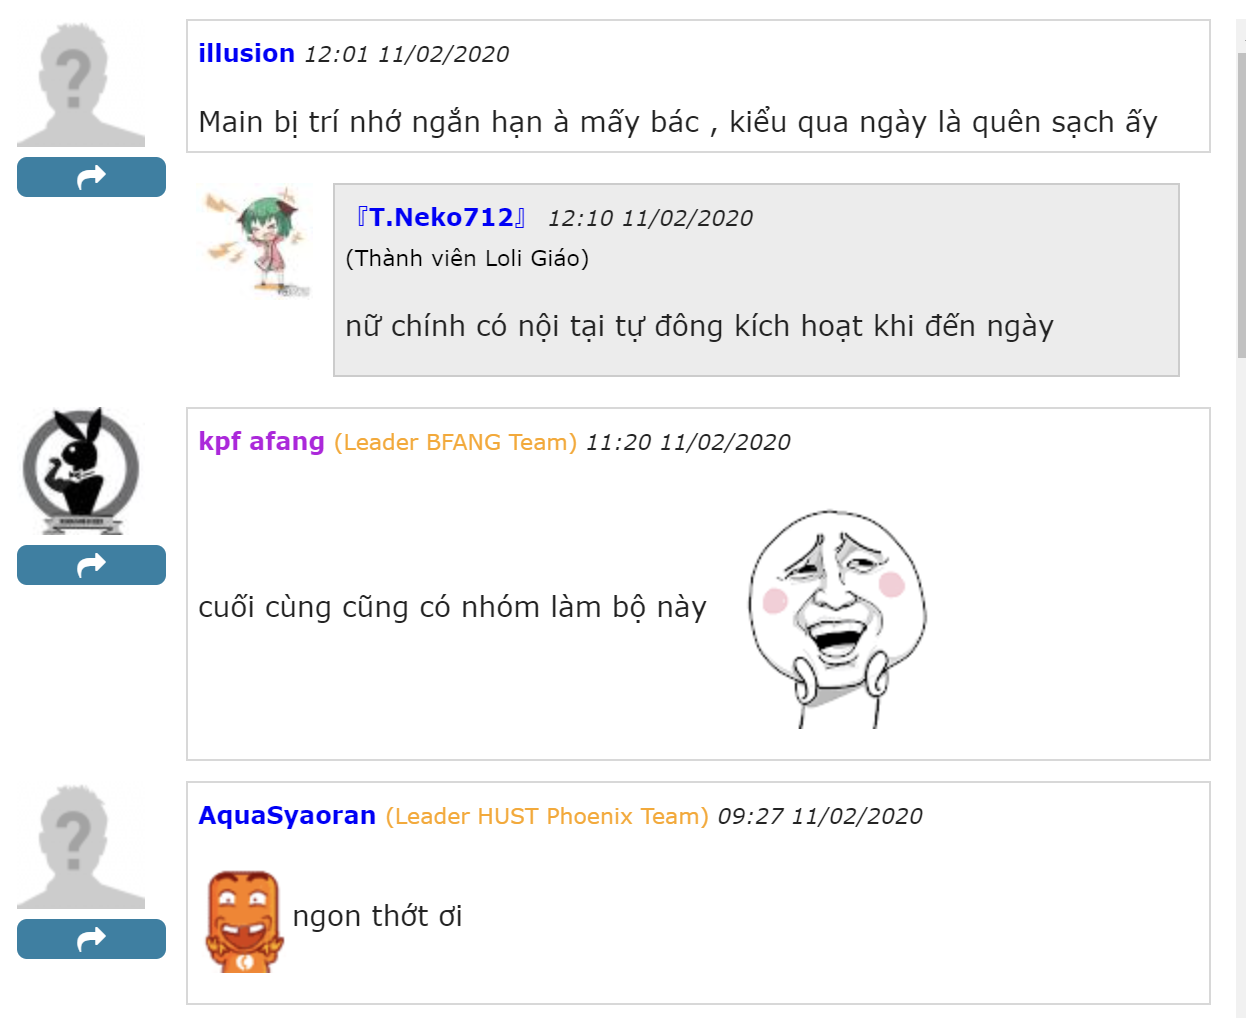 illusion 12:01 11/02/2020
Main bị trí nhớ ngắn hạn à mấy bác , kiểu qua ngày là quên sạch ấy
『T.Neko712』 12:10 11/02/2020
(Thành viên Loli Giáo)
nữ chính có nội tại tự đông kích hoạt khi đến ngày
kpf afang (Leader BFANG Team) 11:20 11/02/2020
cuối cùng cũng có nhóm làm bộ này
AquaSyaoran (Leader HUST Phoenix Team) 09:27 11/02/2020
ngon thớt ơi